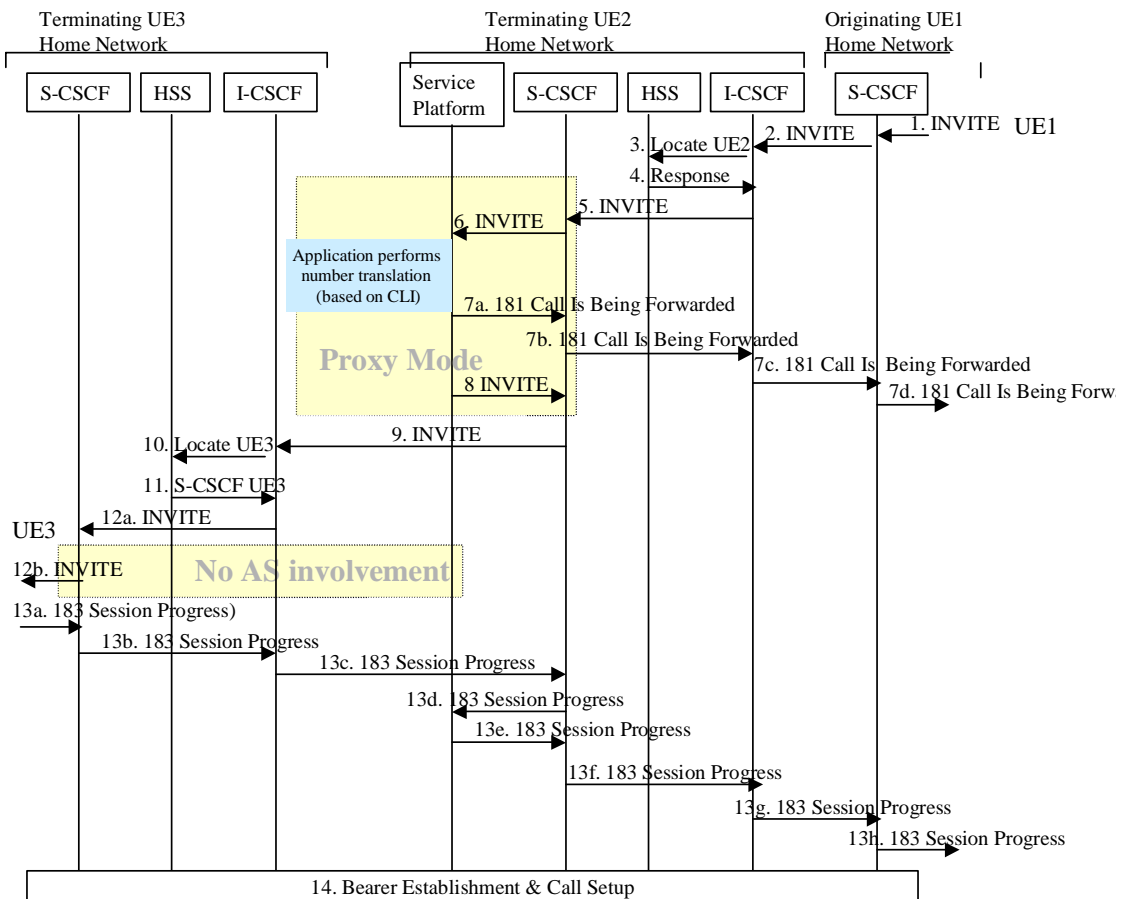 Terminating UE3
Home Network
Terminating UE2
Home Network
Originating UE1
Home Network
S-CSCF
HSS
I-CSCF
Service
Platform
S-CSCF
HSS
I-CSCF
S-CSCF
1. INVITE
UE1
2. INVITE
3. Locate UE2
4. Response
5. INVITE
6. INVITE
Application performs
number translation
(based on CLI)
7a. 181 Call Is Being Forwarded
7b. 181 Call Is Being Forwarded
Proxy Mode
7c. 181 Call Is Being Forwarded
8 INVITE
7d. 181 Call Is Being Forw
9. INVITE
10. Locate UE3
11. S-CSCF UE3
12a. INVITE
UE3
12b. INVITE
No AS involvement
13a. 183 Session Progress)
13b. 183 Session Progress
13c. 183 Session Progress
13d. 183 Session Progress
13e. 183 Session Progress
13f. 183 Session Progress
13g. 183 Session Progress
13h. 183 Session Progress
14. Bearer Establishment & Call Setup